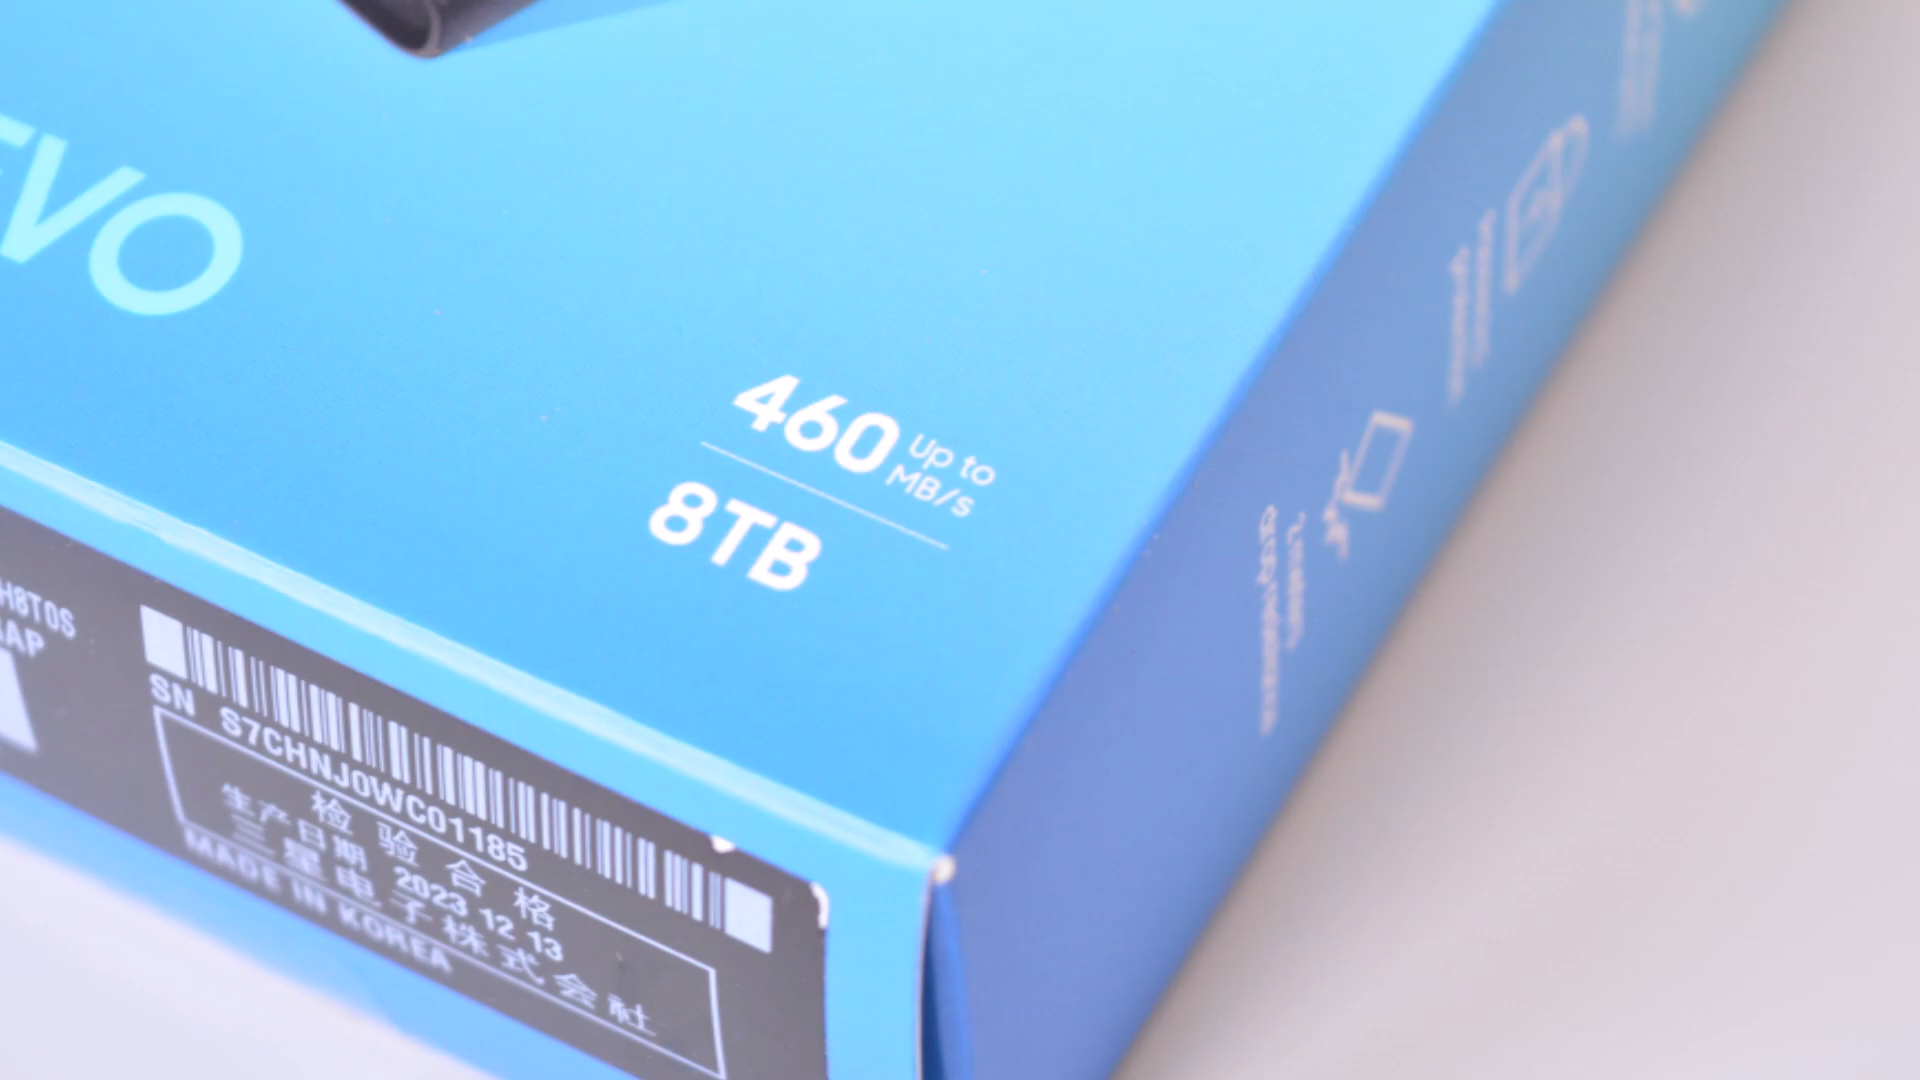 EVO
460 Up to MB/s
8TB
H8T0S
AP
SN S7CHNJ0WC01185
检验合格
生产日期 2023 12 13
三星电子株式会社
MADE IN KOREA